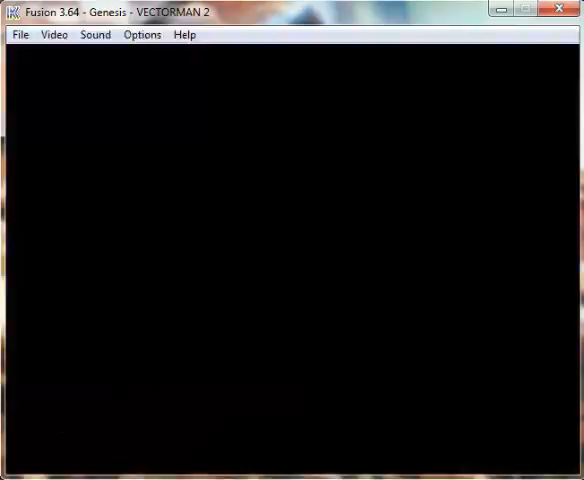 Fusion 3.64 - Genesis - VECTORMAN 2
File Video Sound Options Help